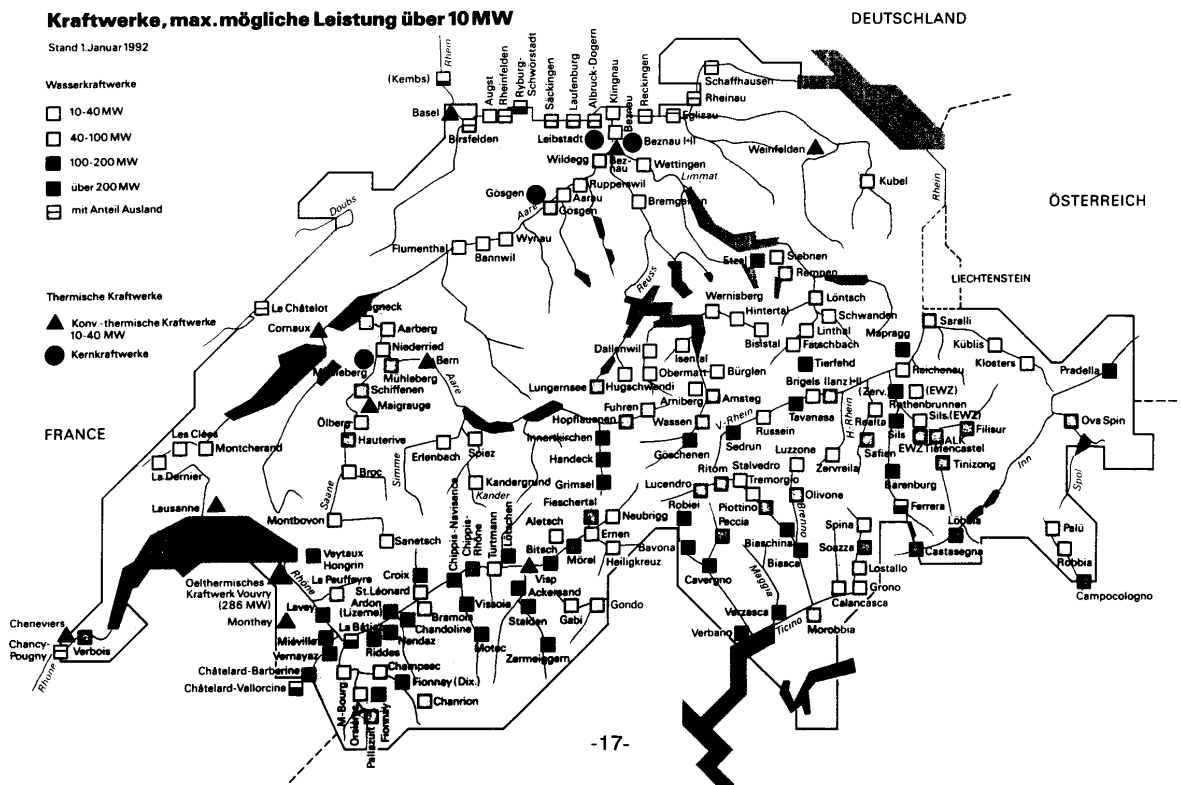 Kraftwerke, max. mögliche Leistung über 10 MW
Stand 1. Januar 1992
Wasserkraftwerke
10-40 MW
40-100 MW
100-200 MW
über 200 MW
mit Anteil Ausland
Thermische Kraftwerke
Konv.-thermische Kraftwerke
10-40 MW
Kernkraftwerke
DEUTSCHLAND
ÖSTERREICH
LIECHTENSTEIN
FRANCE
Rhein
(Kembs)
Basel
Birsfelden
Augst
Rheinfelden
Ryburg-
Schwörstadt
Säckingen
Laufenburg
Albruck-Dogern
Klingnau
Beznau
Reckingen
Eglisau
Schaffhausen
Rheinau
Leibstadt
Beznau I+II
Wildegg
Bez-
nau
Wettingen
Limmat
Weinfelden
Kubel
Rhein
Gösgen
Rupperswil
Aarau
Gösgen
Bremgarten
Aare
Doubs
Flumenthal
Bannwil
Wynau
Reuss
Etzel
Siebnen
Rempen
Le Châtelot
Cornaux
Aarberg
Niederried
Mühleberg
Mühleberg
Bern
Schiffenen
Maigrauge
Aare
Ölberg
Hauterive
Broc
Saane
Simme
Erlenbach
Spiez
Kandergrund
Kander
Montbovon
Sanetsch
Les Clées
Montcherand
La Dernier
Lausanne
Wernisberg
Hintertal
Bisistal
Löntsch
Schwanden
Linthal
Fätschbach
Tierfehd
Mapragg
Sarelli
Küblis
Klosters
Pradella
Dallenwil
Isental
Obermatt
Bürglen
Lungernsee
Hugschwendi
Arniberg
Amsteg
Fuhren
Hopflauenen
Wassen
Innertkirchen
Göschenen
Handeck
Grimsel
V.-Rhein
Sedrun
Russein
Tavanasa
Brigels
Ilanz I+II
Reichenau
(Zerv.)
(EWZ)
Rothenbrunnen
H.-Rhein
Realta
Sils (EWZ)
Sils
Safien
EWZ
Tiefencastel
Filisur
Tinizong
Zervreila
Bärenburg
Ferrera
Ova Spin
Inn
Spöl
Löbbia
Castasegna
Palü
Robbia
Campocologno
Luzzone
Lucendro
Ritom
Stalvedro
Tremorgio
Piottino
Olivone
Brenno
Robiei
Peccia
Biaschina
Biasca
Bavona
Cavergno
Maggia
Verzasca
Verbano
Ticino
Morobbia
Spina
Soazza
Lostallo
Grono
Calancasca
Fieschertal
Neubrigg
Aletsch
Ernen
Bitsch
Mörel
Heiligkreuz
Lötschen
Turtmann
Chippis-Rhône
Chippis-Navisence
Visp
Ackersand
Stalden
Gabi
Gondo
Zermeiggern
Vissoie
Motec
Croix
St. Léonard
Ardon
(Lizerne)
Bramois
Chandoline
Nendaz
Riddes
La Bâtiaz
Veytaux
Hongrin
La Peuffeyre
Rhône
Oelthermisches
Kraftwerk Vouvry
(286 MW)
Lavey
Monthey
Miéville
Vernayaz
Châtelard-Barberine
Châtelard-Vallorcine
Champsec
Fionnay (Dix.)
Chanrion
M-Bourg
Orsières
Pallazuit
Fionnay
Cheneviers
Chancy-
Pougny
Verbois
Rhône
-17-